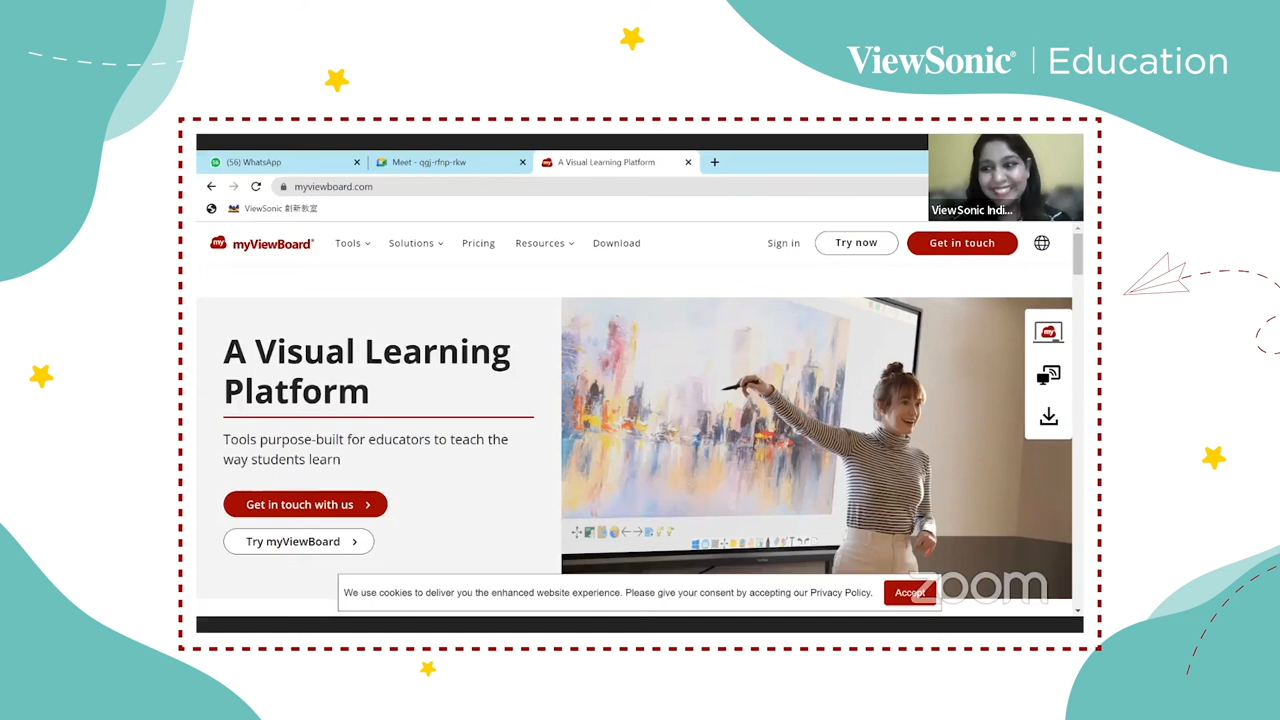 ViewSonic® | Education
(56) WhatsApp
Meet - qgj-rfnp-rkw
A Visual Learning Platform
myviewboard.com
ViewSonic 創新教室
ViewSonic Indi...
my myViewBoard®
Tools
Solutions
Pricing
Resources
Download
Sign in
Try now
Get in touch
A Visual Learning
Platform
Tools purpose-built for educators to teach the
way students learn
Get in touch with us
Try myViewBoard
my
We use cookies to deliver you the enhanced website experience. Please give your consent by accepting our Privacy Policy.
Accept
zoom